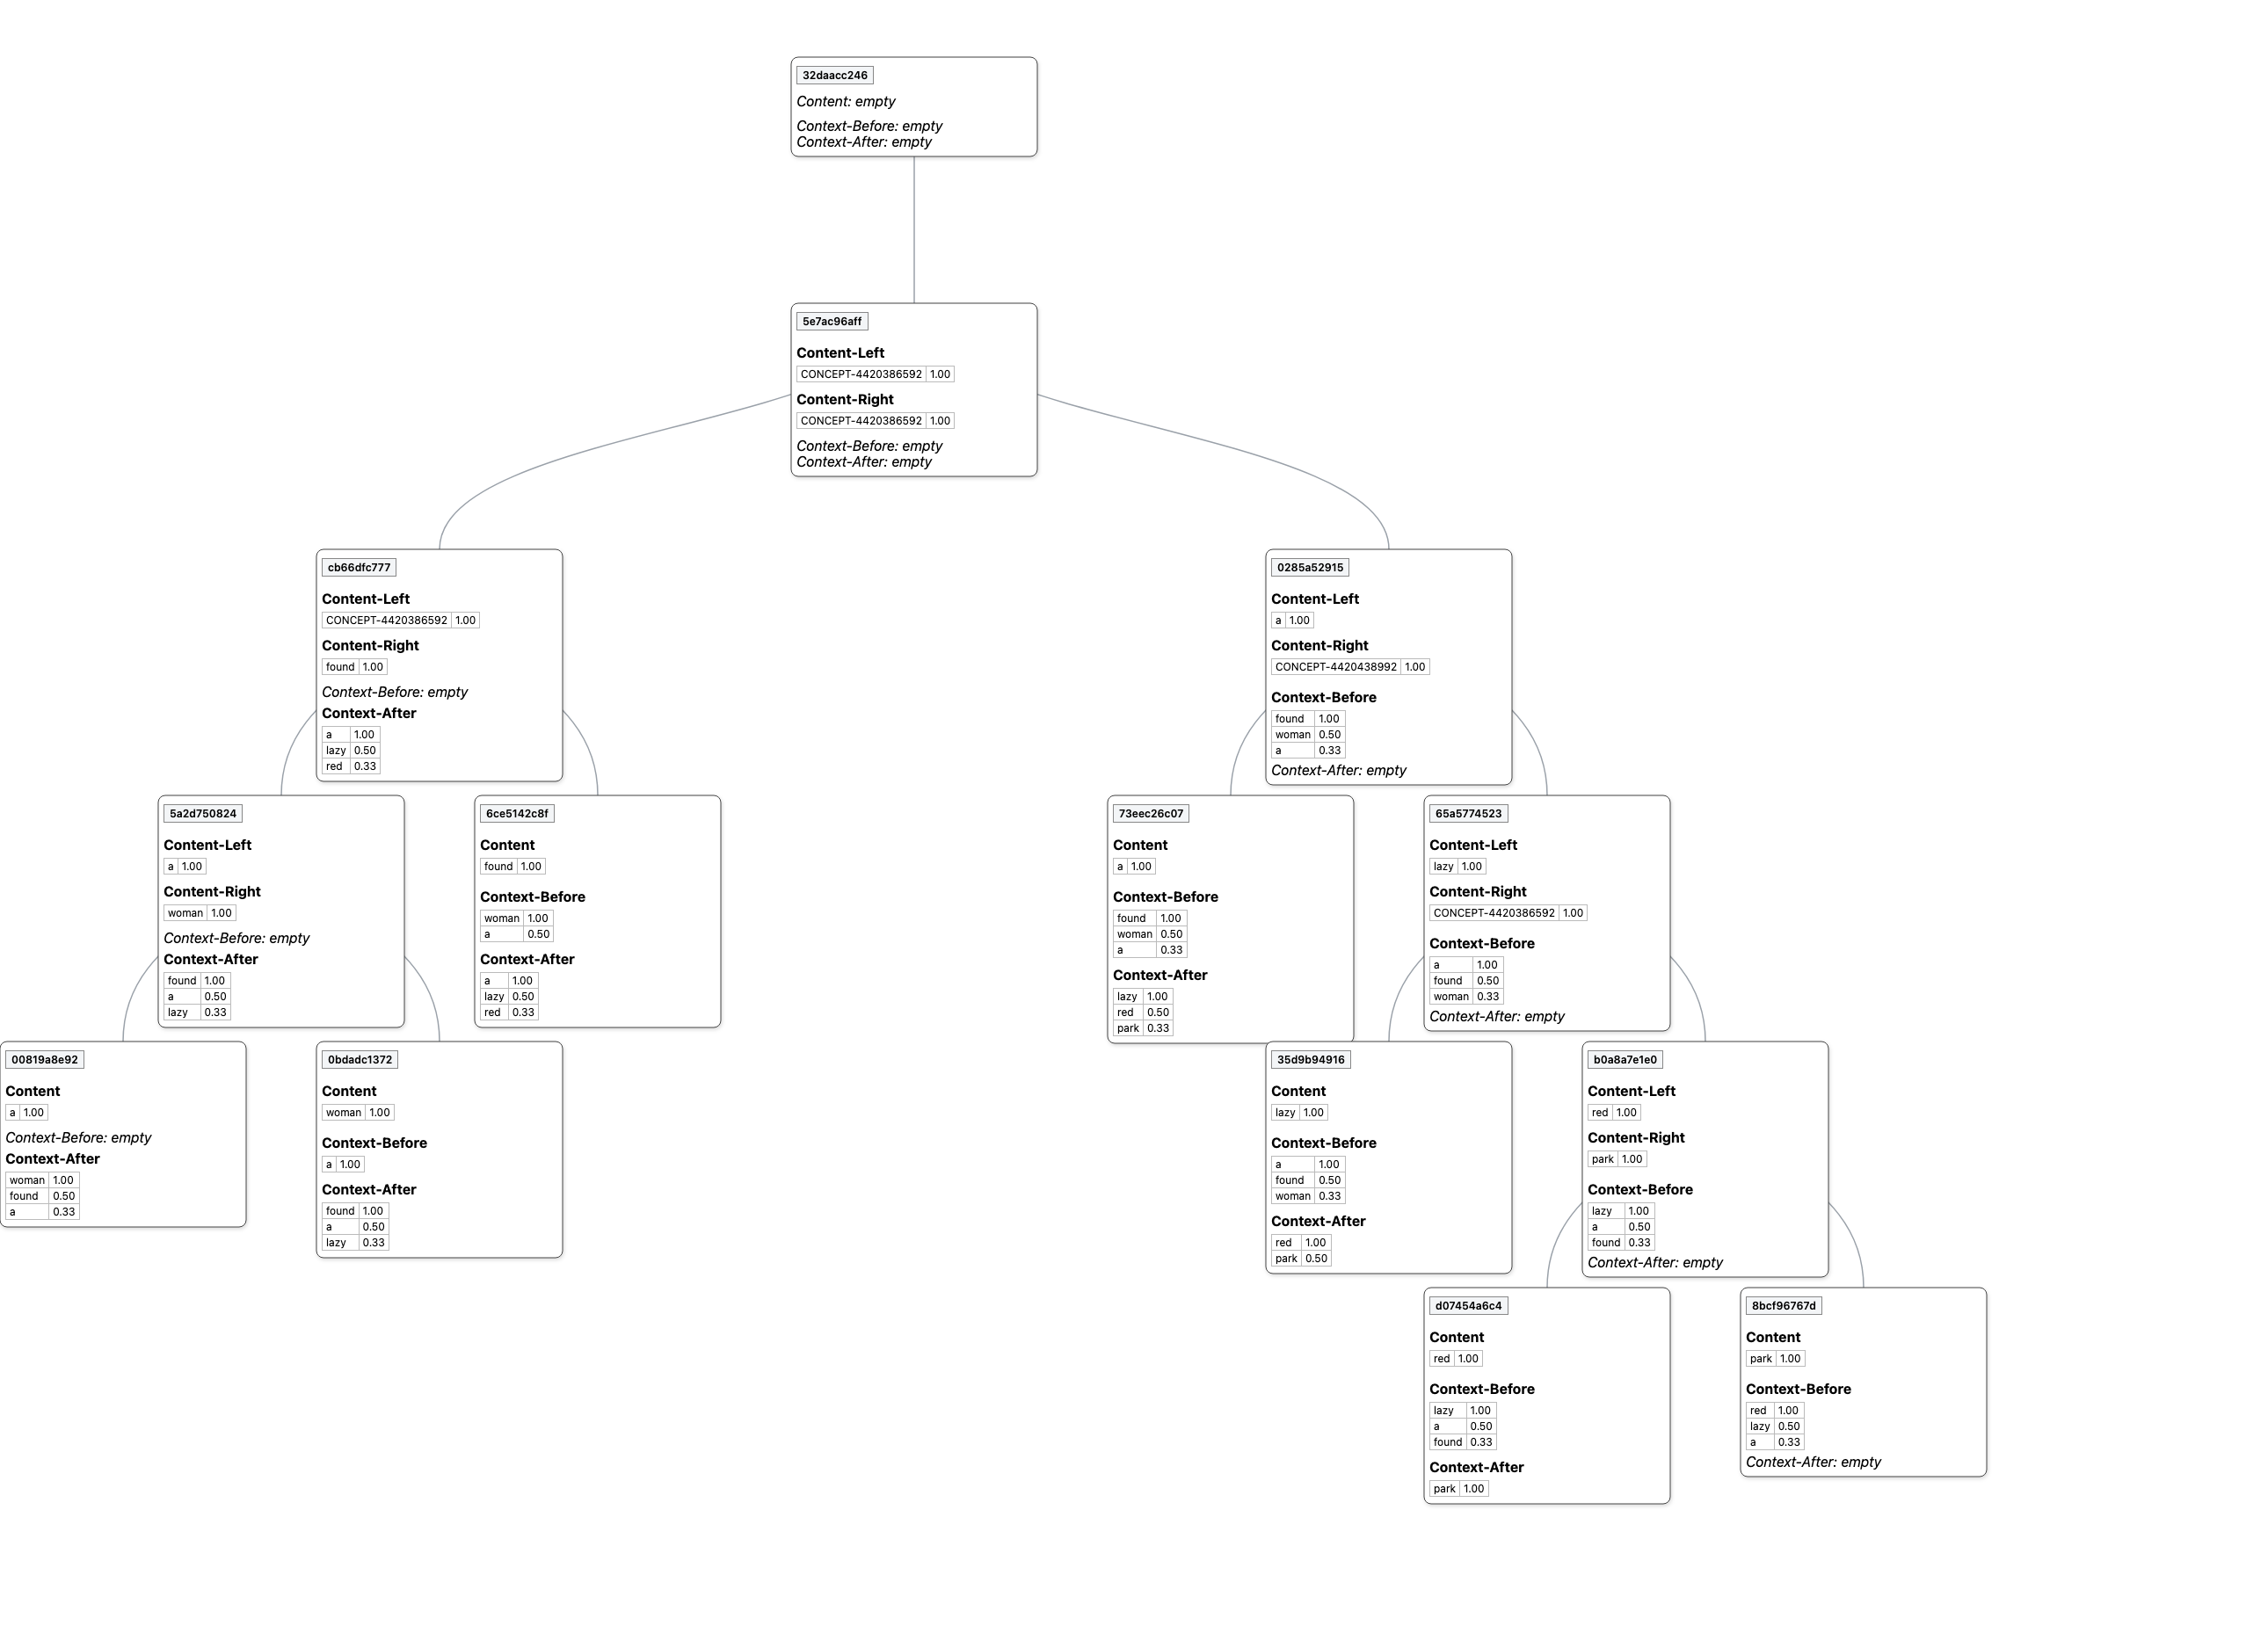 32daacc246
Content: empty
Context-Before: empty
Context-After: empty
5e7ac96aff
Content-Left
CONCEPT-4420386592 1.00
Content-Right
CONCEPT-4420386592 1.00
Context-Before: empty
Context-After: empty
cb66dfc777
Content-Left
CONCEPT-4420386592 1.00
Content-Right
found 1.00
Context-Before: empty
Context-After
a 1.00
lazy 0.50
red 0.33
0285a52915
Content-Left
a 1.00
Content-Right
CONCEPT-4420438992 1.00
Context-Before
found 1.00
woman 0.50
a 0.33
Context-After: empty
5a2d750824
Content-Left
a 1.00
Content-Right
woman 1.00
Context-Before: empty
Context-After
found 1.00
a 0.50
lazy 0.33
6ce5142c8f
Content
found 1.00
Context-Before
woman 1.00
a 0.50
Context-After
a 1.00
lazy 0.50
red 0.33
73eec26c07
Content
a 1.00
Context-Before
found 1.00
woman 0.50
a 0.33
Context-After
lazy 1.00
red 0.50
park 0.33
65a5774523
Content-Left
lazy 1.00
Content-Right
CONCEPT-4420386592 1.00
Context-Before
a 1.00
found 0.50
woman 0.33
Context-After: empty
00819a8e92
Content
a 1.00
Context-Before: empty
Context-After
woman 1.00
found 0.50
a 0.33
0bdadc1372
Content
woman 1.00
Context-Before
a 1.00
Context-After
found 1.00
a 0.50
lazy 0.33
35d9b94916
Content
lazy 1.00
Context-Before
a 1.00
found 0.50
woman 0.33
Context-After
red 1.00
park 0.50
b0a8a7e1e0
Content-Left
red 1.00
Content-Right
park 1.00
Context-Before
lazy 1.00
a 0.50
found 0.33
Context-After: empty
d07454a6c4
Content
red 1.00
Context-Before
lazy 1.00
a 0.50
found 0.33
Context-After
park 1.00
8bcf96767d
Content
park 1.00
Context-Before
red 1.00
lazy 0.50
a 0.33
Context-After: empty